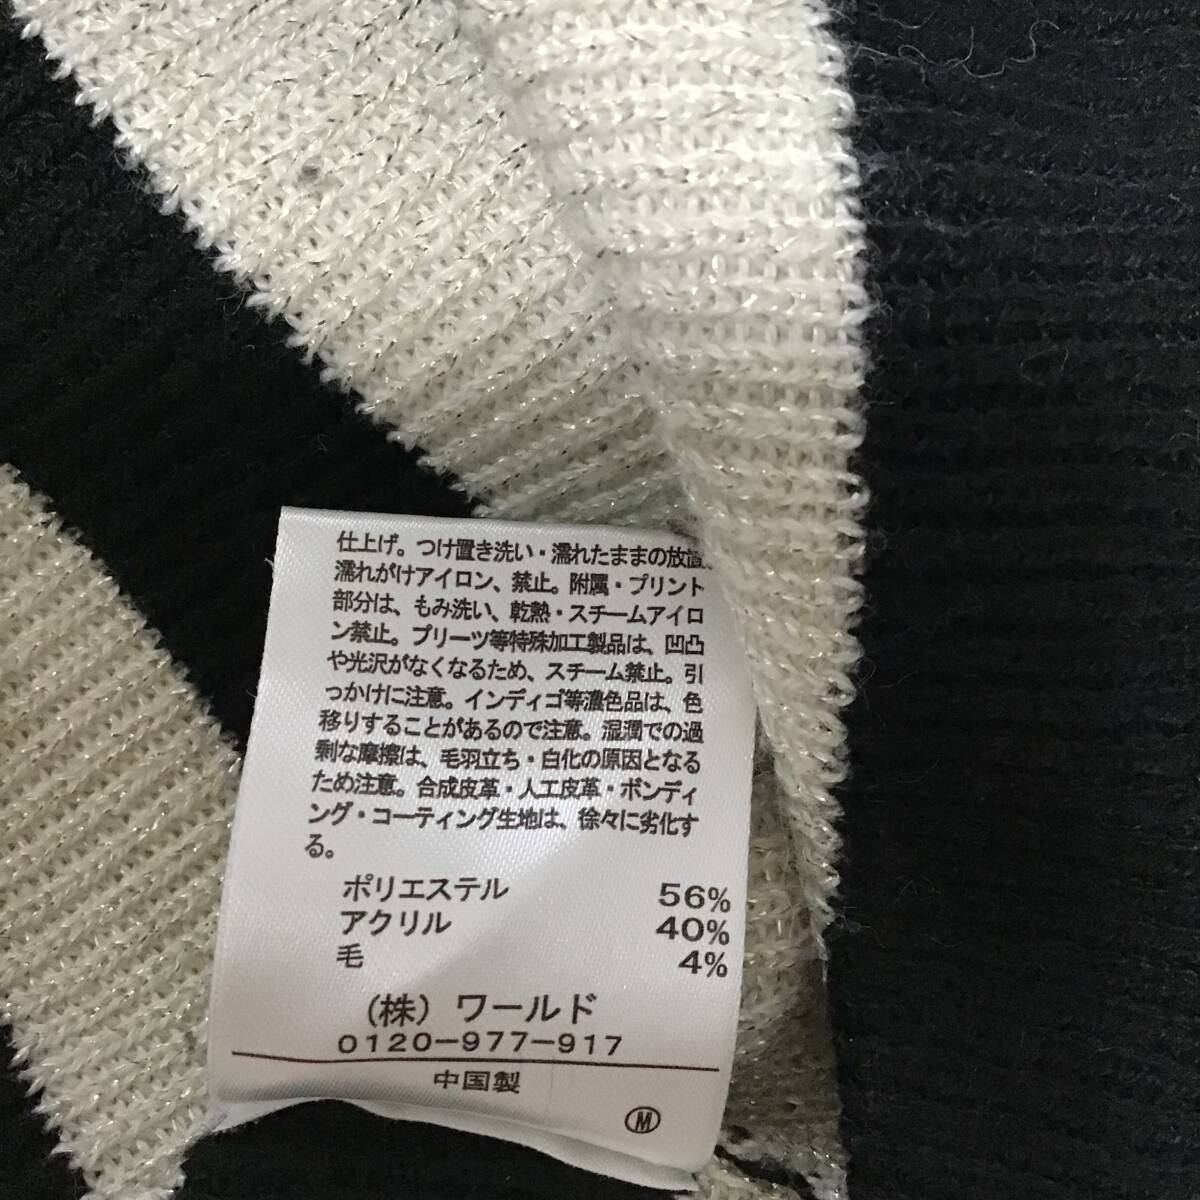 仕上げ。つけ置き洗い・濡れたままの放置、
濡れがけアイロン、禁止。附属・プリント
部分は、もみ洗い、乾熱・スチームアイロ
ン禁止。プリーツ等特殊加工製品は、凹凸
や光沢がなくなるため、スチーム禁止。引
っかけに注意。インディゴ等濃色品は、色
移りすることがあるので注意。湿潤での過
剰な摩擦は、毛羽立ち・白化の原因となる
ため注意。合成皮革・人工皮革・ボンディ
ング・コーティング生地は、徐々に劣化す
る。
ポリエステル 56%
アクリル 40%
毛 4%
(株) ワールド
0120-977-917
中国製
M